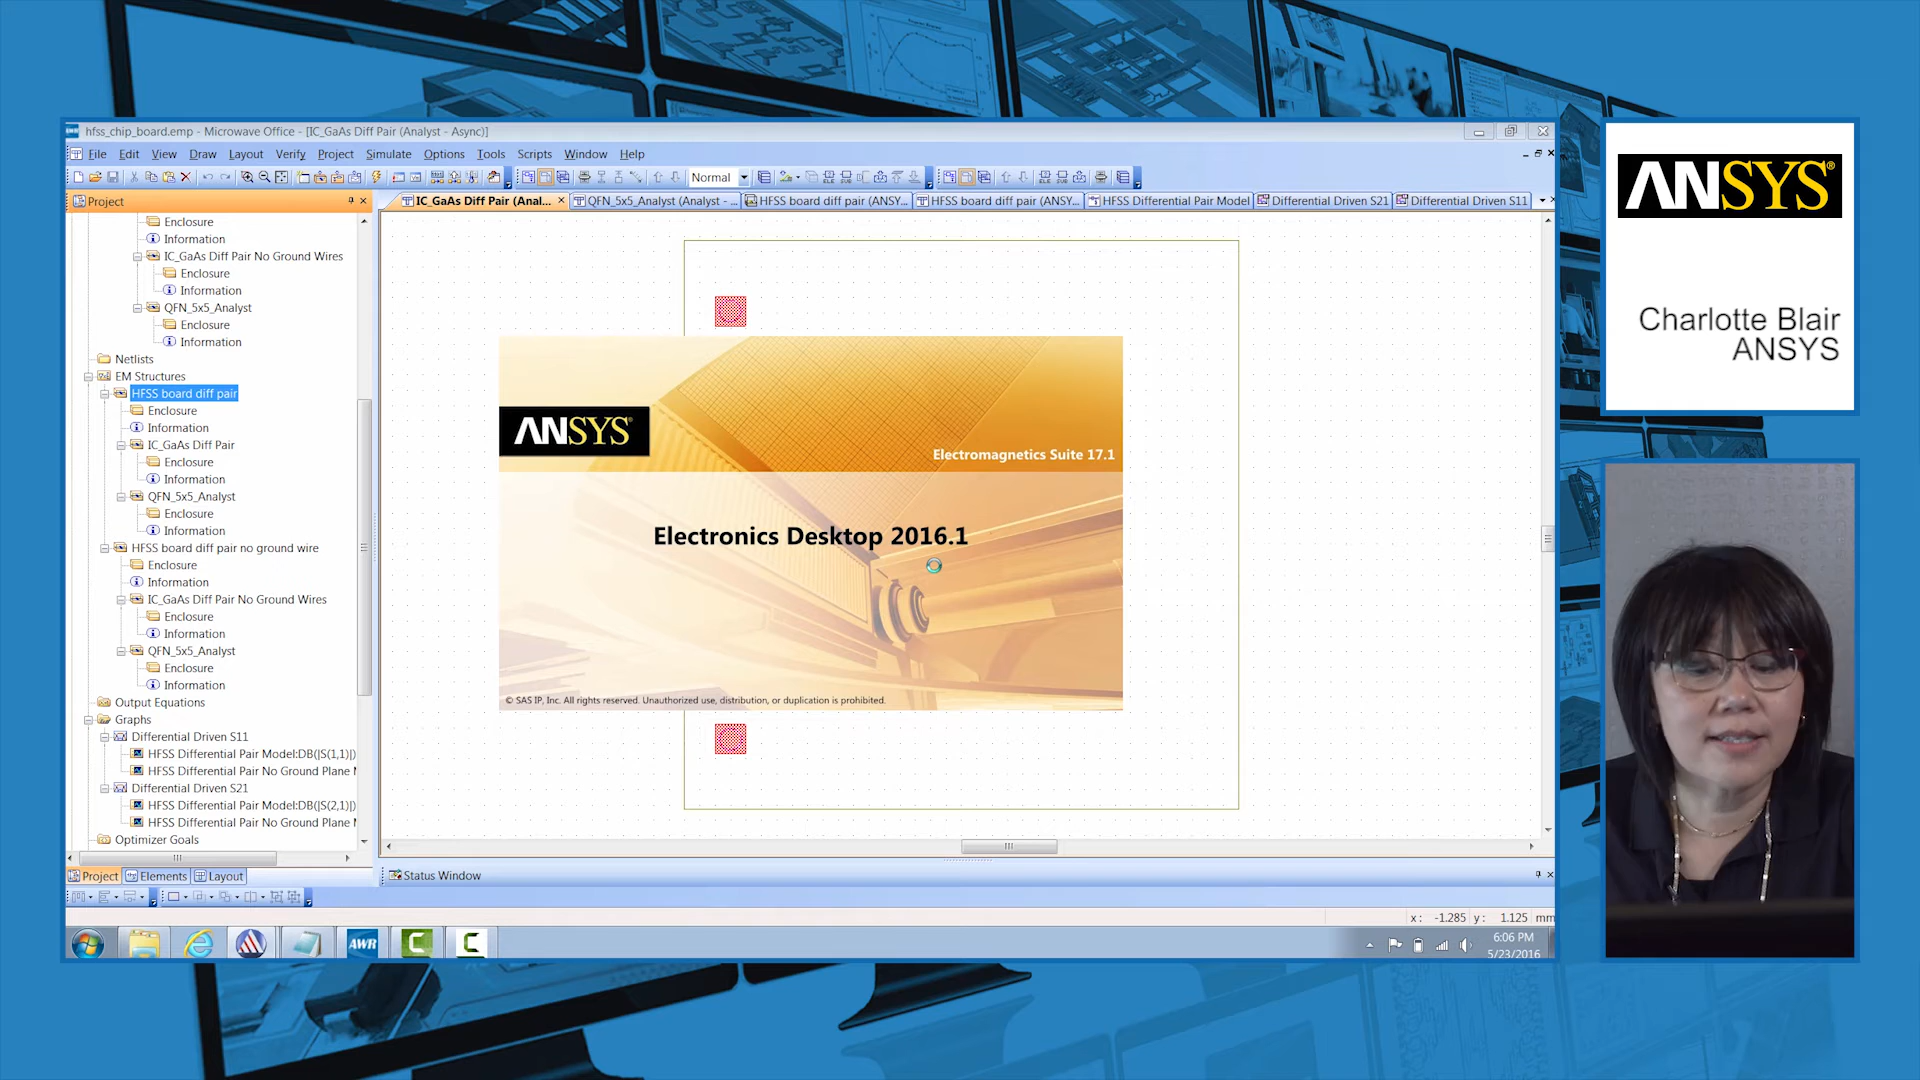 hfss_chip_board.emp - Microwave Office - [IC_GaAs Diff Pair (Analyst - Async)]
File Edit View Draw Layout Verify Project Simulate Options Tools Scripts Window Help
Normal
Project
IC_GaAs Diff Pair (Anal...
QFN_5x5_Analyst (Analyst - ...
HFSS board diff pair (ANSY...
HFSS board diff pair (ANSY...
HFSS Differential Pair Model
Differential Driven S21
Differential Driven S11
Enclosure
Information
IC_GaAs Diff Pair No Ground Wires
Enclosure
Information
QFN_5x5_Analyst
Enclosure
Information
Netlists
EM Structures
HFSS board diff pair
Enclosure
Information
IC_GaAs Diff Pair
Enclosure
Information
QFN_5x5_Analyst
Enclosure
Information
HFSS board diff pair no ground wire
Enclosure
Information
IC_GaAs Diff Pair No Ground Wires
Enclosure
Information
QFN_5x5_Analyst
Enclosure
Information
Output Equations
Graphs
Differential Driven S11
HFSS Differential Pair Model:DB(|S(1,1)|)
HFSS Differential Pair No Ground Plane
Differential Driven S21
HFSS Differential Pair Model:DB(|S(2,1)|)
HFSS Differential Pair No Ground Plane
Optimizer Goals
Project Elements Layout
ANSYS®
Electromagnetics Suite 17.1
Electronics Desktop 2016.1
© SAS IP, Inc. All rights reserved. Unauthorized use, distribution, or duplication is prohibited.
Status Window
x: -1.285 y: 1.125 mm
AWR
6:06 PM
5/23/2016
ANSYS®
Charlotte Blair
ANSYS